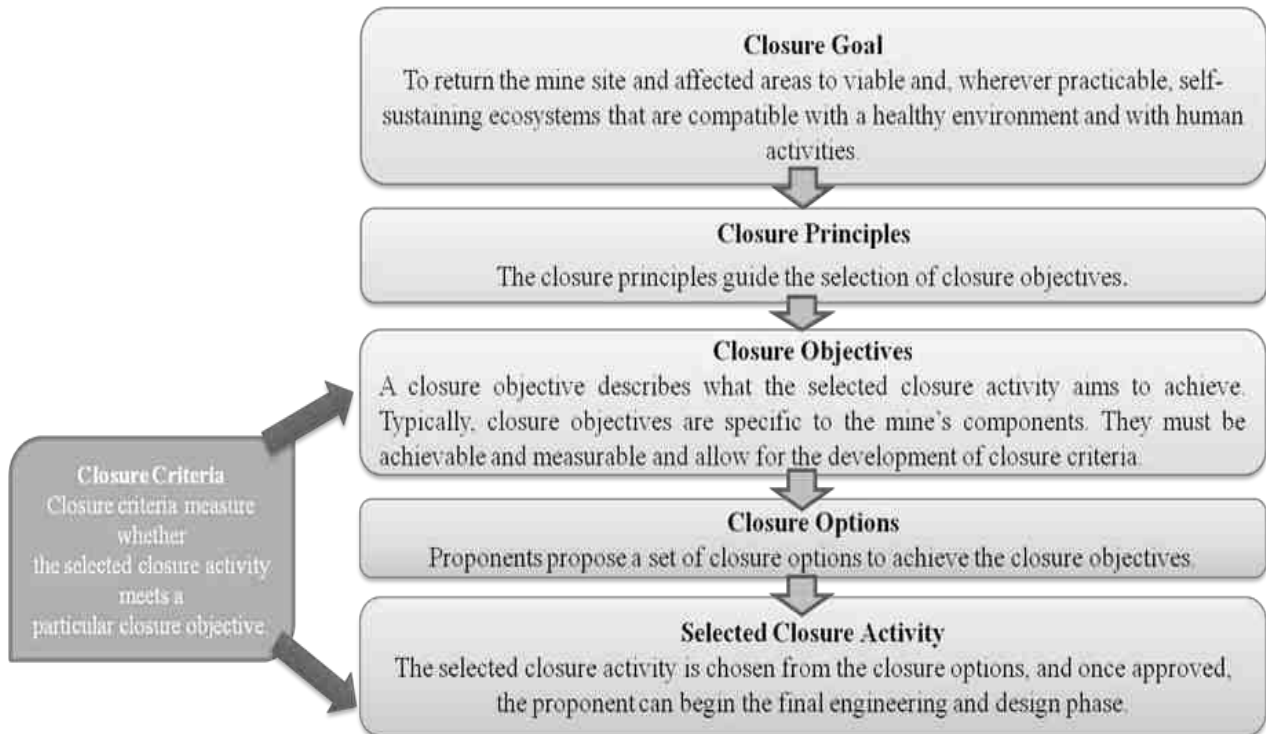 Closure Goal
To return the mine site and affected areas to viable and, wherever practicable, self-
sustaining ecosystems that are compatible with a healthy environment and with human
activities.
Closure Principles
The closure principles guide the selection of closure objectives.
Closure Objectives
A closure objective describes what the selected closure activity aims to achieve.
Typically, closure objectives are specific to the mine's components. They must be
achievable and measurable and allow for the development of closure criteria.
Closure Criteria
Closure criteria measure
whether
the selected closure activity
meets a
particular closure objective.
Closure Options
Proponents propose a set of closure options to achieve the closure objectives.
Selected Closure Activity
The selected closure activity is chosen from the closure options, and once approved,
the proponent can begin the final engineering and design phase.